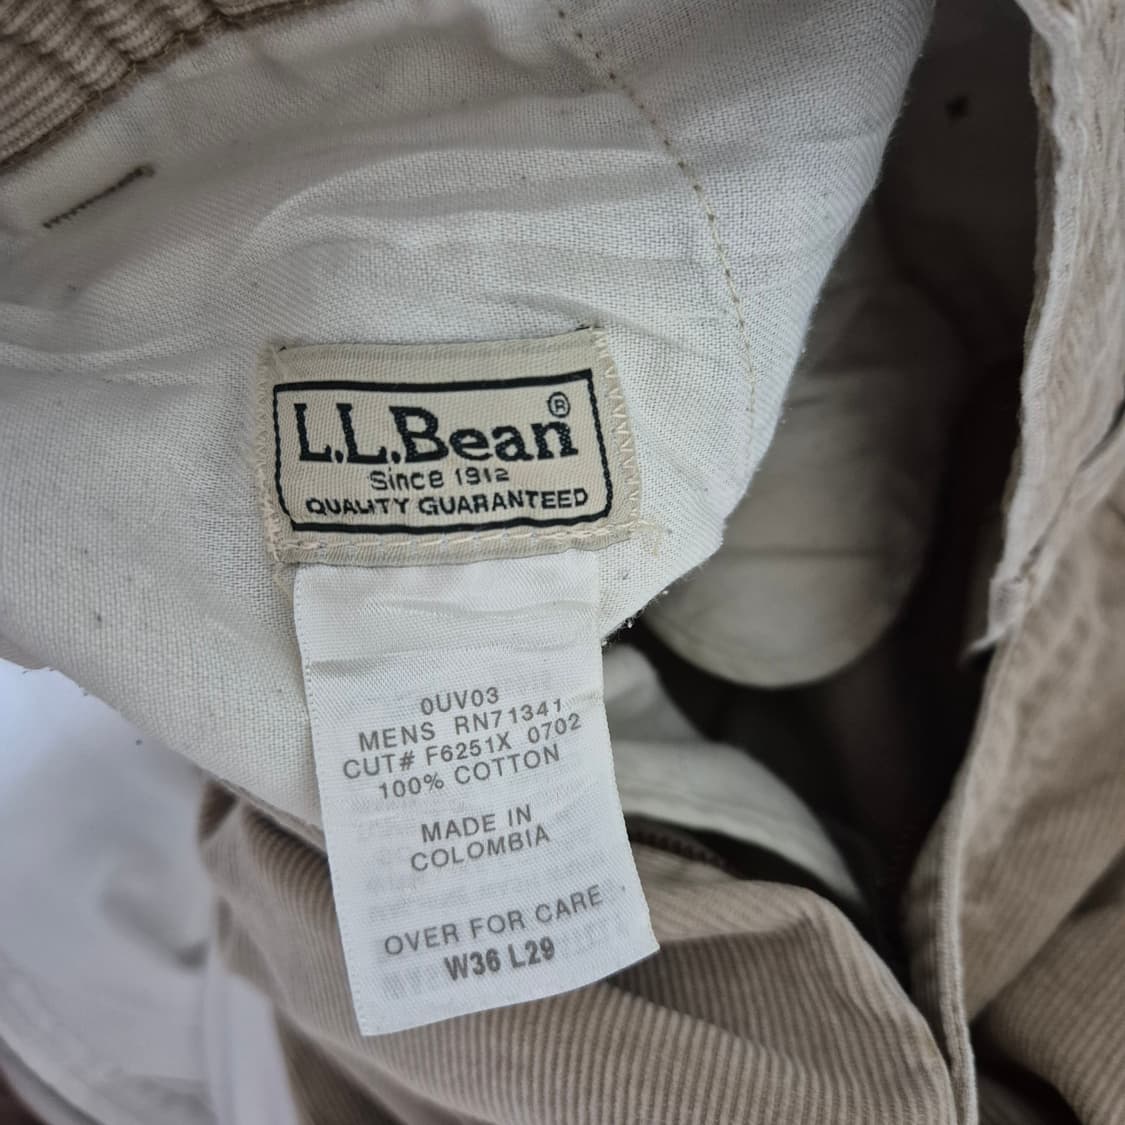 L.L.Bean®
Since 1912
QUALITY GUARANTEED
0UV03
MENS RN71341
CUT# F6251X 0702
100% COTTON
MADE IN
COLOMBIA
OVER FOR CARE
W36 L29